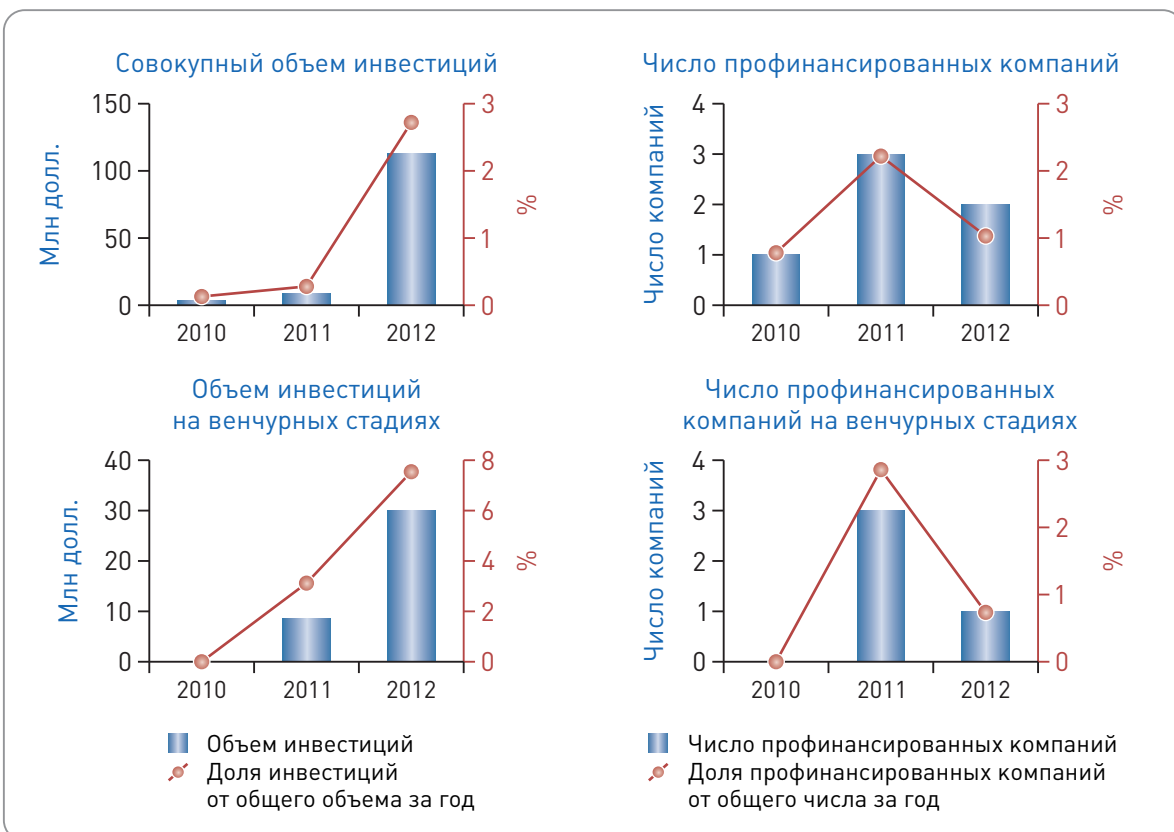 Совокупный объем инвестиций
Млн долл.
150
100
50
0
3
2
1
0
%
2010 2011 2012
Число профинансированных компаний
Число компаний
4
3
2
1
0
3
2
1
0
%
2010 2011 2012
Объем инвестиций
на венчурных стадиях
Млн долл.
40
30
20
10
0
8
6
4
2
0
%
2010 2011 2012
Объем инвестиций
Доля инвестиций
от общего объема за год
Число профинансированных
компаний на венчурных стадиях
Число компаний
4
3
2
1
0
3
2
1
0
%
2010 2011 2012
Число профинансированных компаний
Доля профинансированных компаний
от общего числа за год